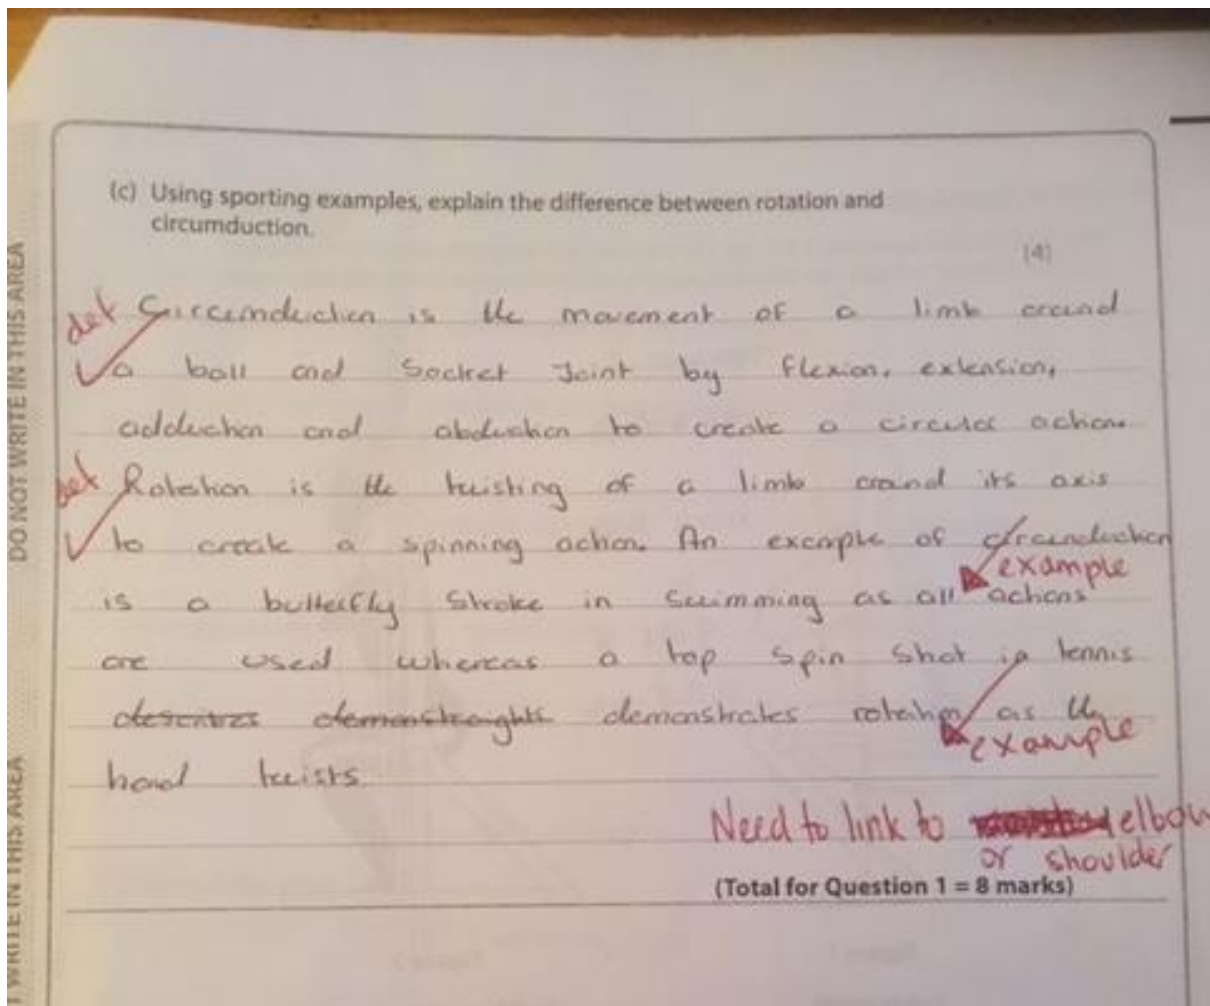 (c) Using sporting examples, explain the difference between rotation and
circumduction.
(4)
def Circumduction is the movement of a limb around
a ball and Socket Joint by flexion, extension,
adduction and abduction to create a circular action.
def Rotation is the twisting of a limb around its axis
to create a spinning action. An example of circumduction
example
is a butterfly Stroke in Swimming as all actions
are used whereas a top spin shot in tennis
demonstraights demonstrates rotation as the
example
hand twists.
Need to link to elbow
or shoulder
(Total for Question 1 = 8 marks)
DO NOT WRITE IN THIS AREA
T WRITE IN THIS AREA